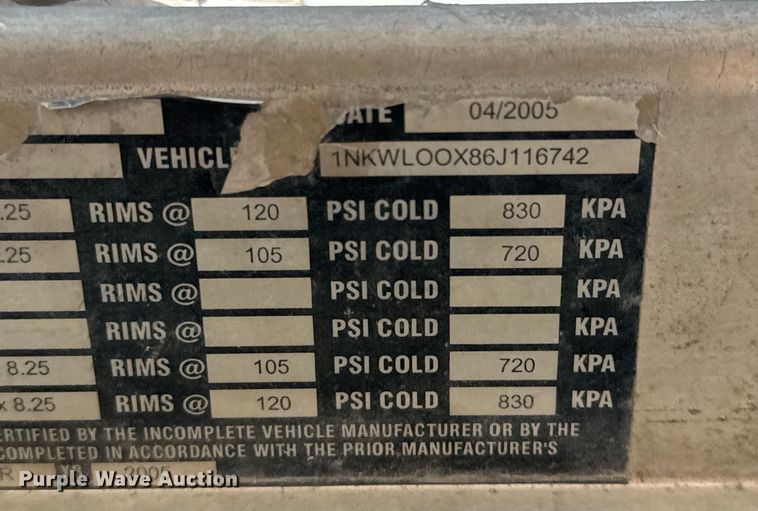 04/2005
VEHICL 1NKWLOOX86J116742
.25 RIMS @ 120 PSI COLD 830 KPA
.25 RIMS @ 105 PSI COLD 720 KPA
RIMS @ PSI COLD KPA
RIMS @ PSI COLD KPA
8.25 RIMS @ 105 PSI COLD 720 KPA
x 8.25 RIMS @ 120 PSI COLD 830 KPA
ERTIFIED BY THE INCOMPLETE VEHICLE MANUFACTURER OR BY THE
COMPLETED IN ACCORDANCE WITH THE PRIOR MANUFACTURER'S
2005
Purple Wave Auction